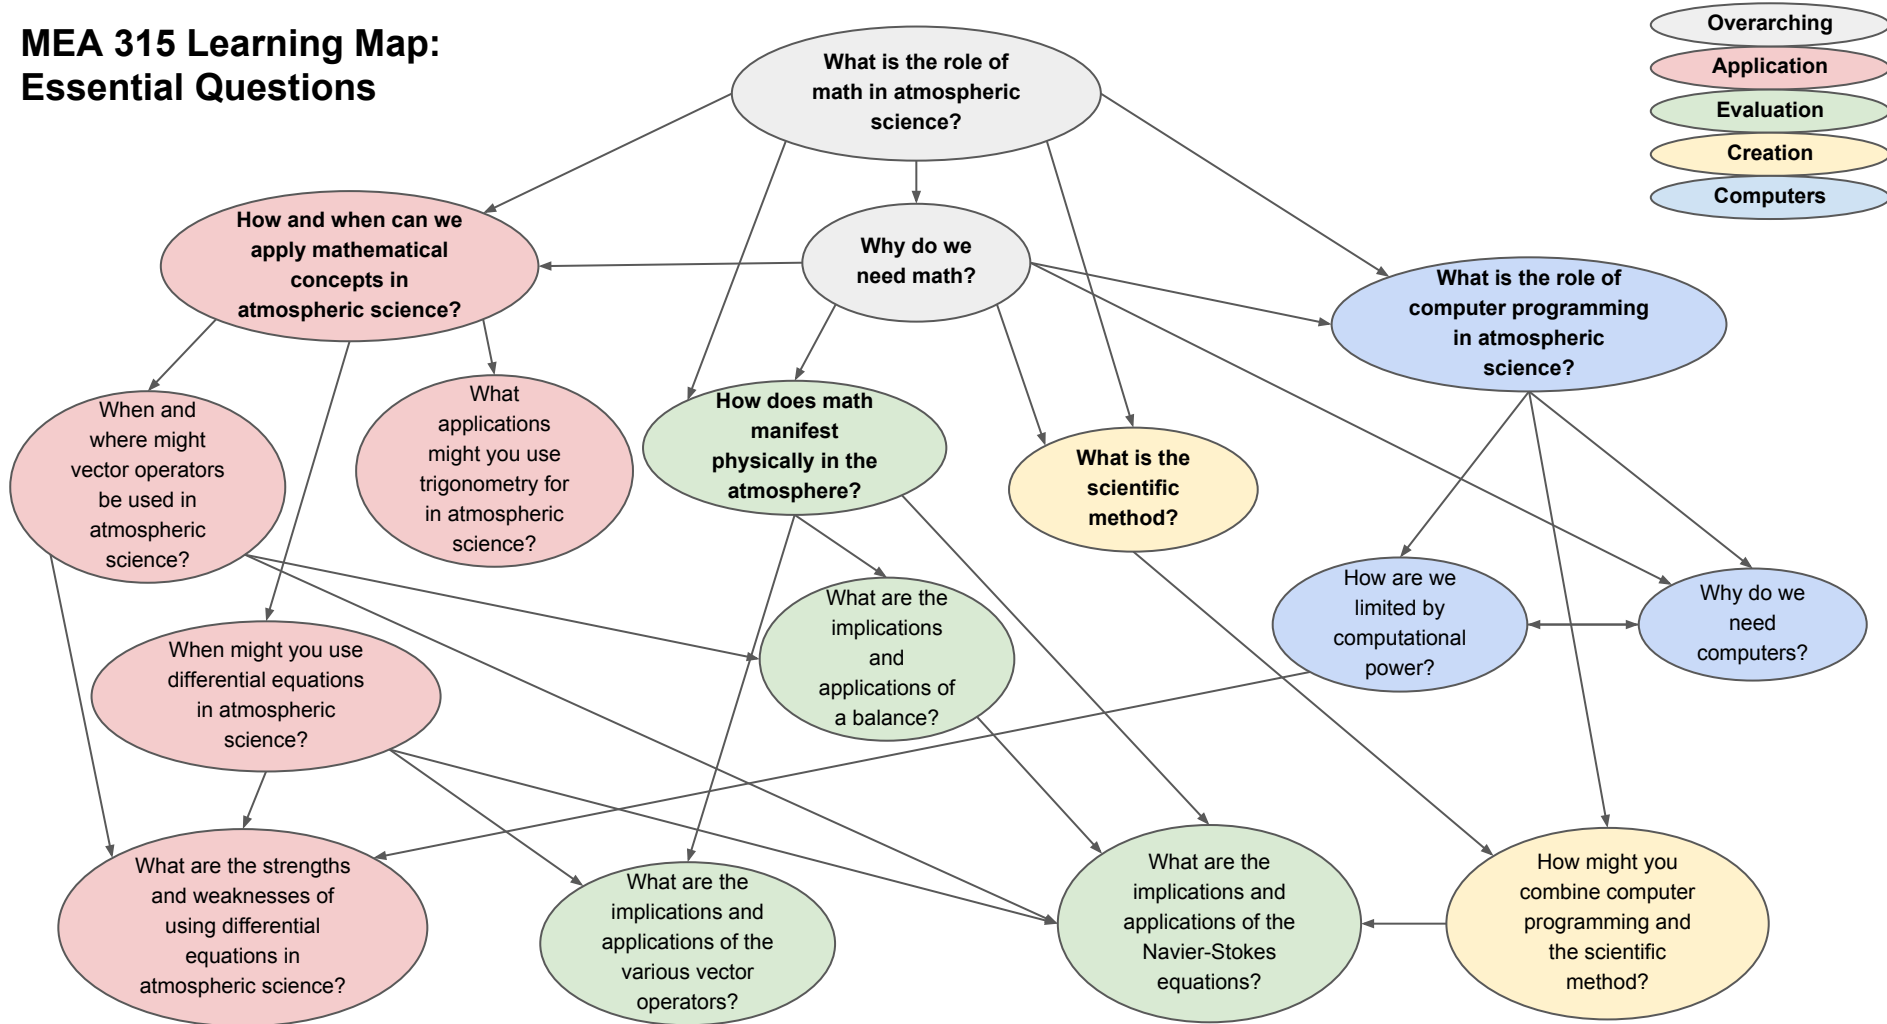 MEA 315 Learning Map:
Essential Questions
Overarching
Application
Evaluation
Creation
Computers
What is the role of
math in atmospheric
science?
How and when can we
apply mathematical
concepts in
atmospheric science?
Why do we
need math?
What is the role of
computer programming
in atmospheric
science?
When and
where might
vector operators
be used in
atmospheric
science?
What
applications
might you use
trigonometry for
in atmospheric
science?
How does math
manifest
physically in the
atmosphere?
What is the
scientific
method?
How are we
limited by
computational
power?
Why do we
need
computers?
What are the
implications
and
applications of
a balance?
When might you use
differential equations
in atmospheric
science?
What are the strengths
and weaknesses of
using differential
equations in
atmospheric science?
What are the
implications and
applications of the
various vector
operators?
What are the
implications and
applications of the
Navier-Stokes
equations?
How might you
combine computer
programming and
the scientific
method?